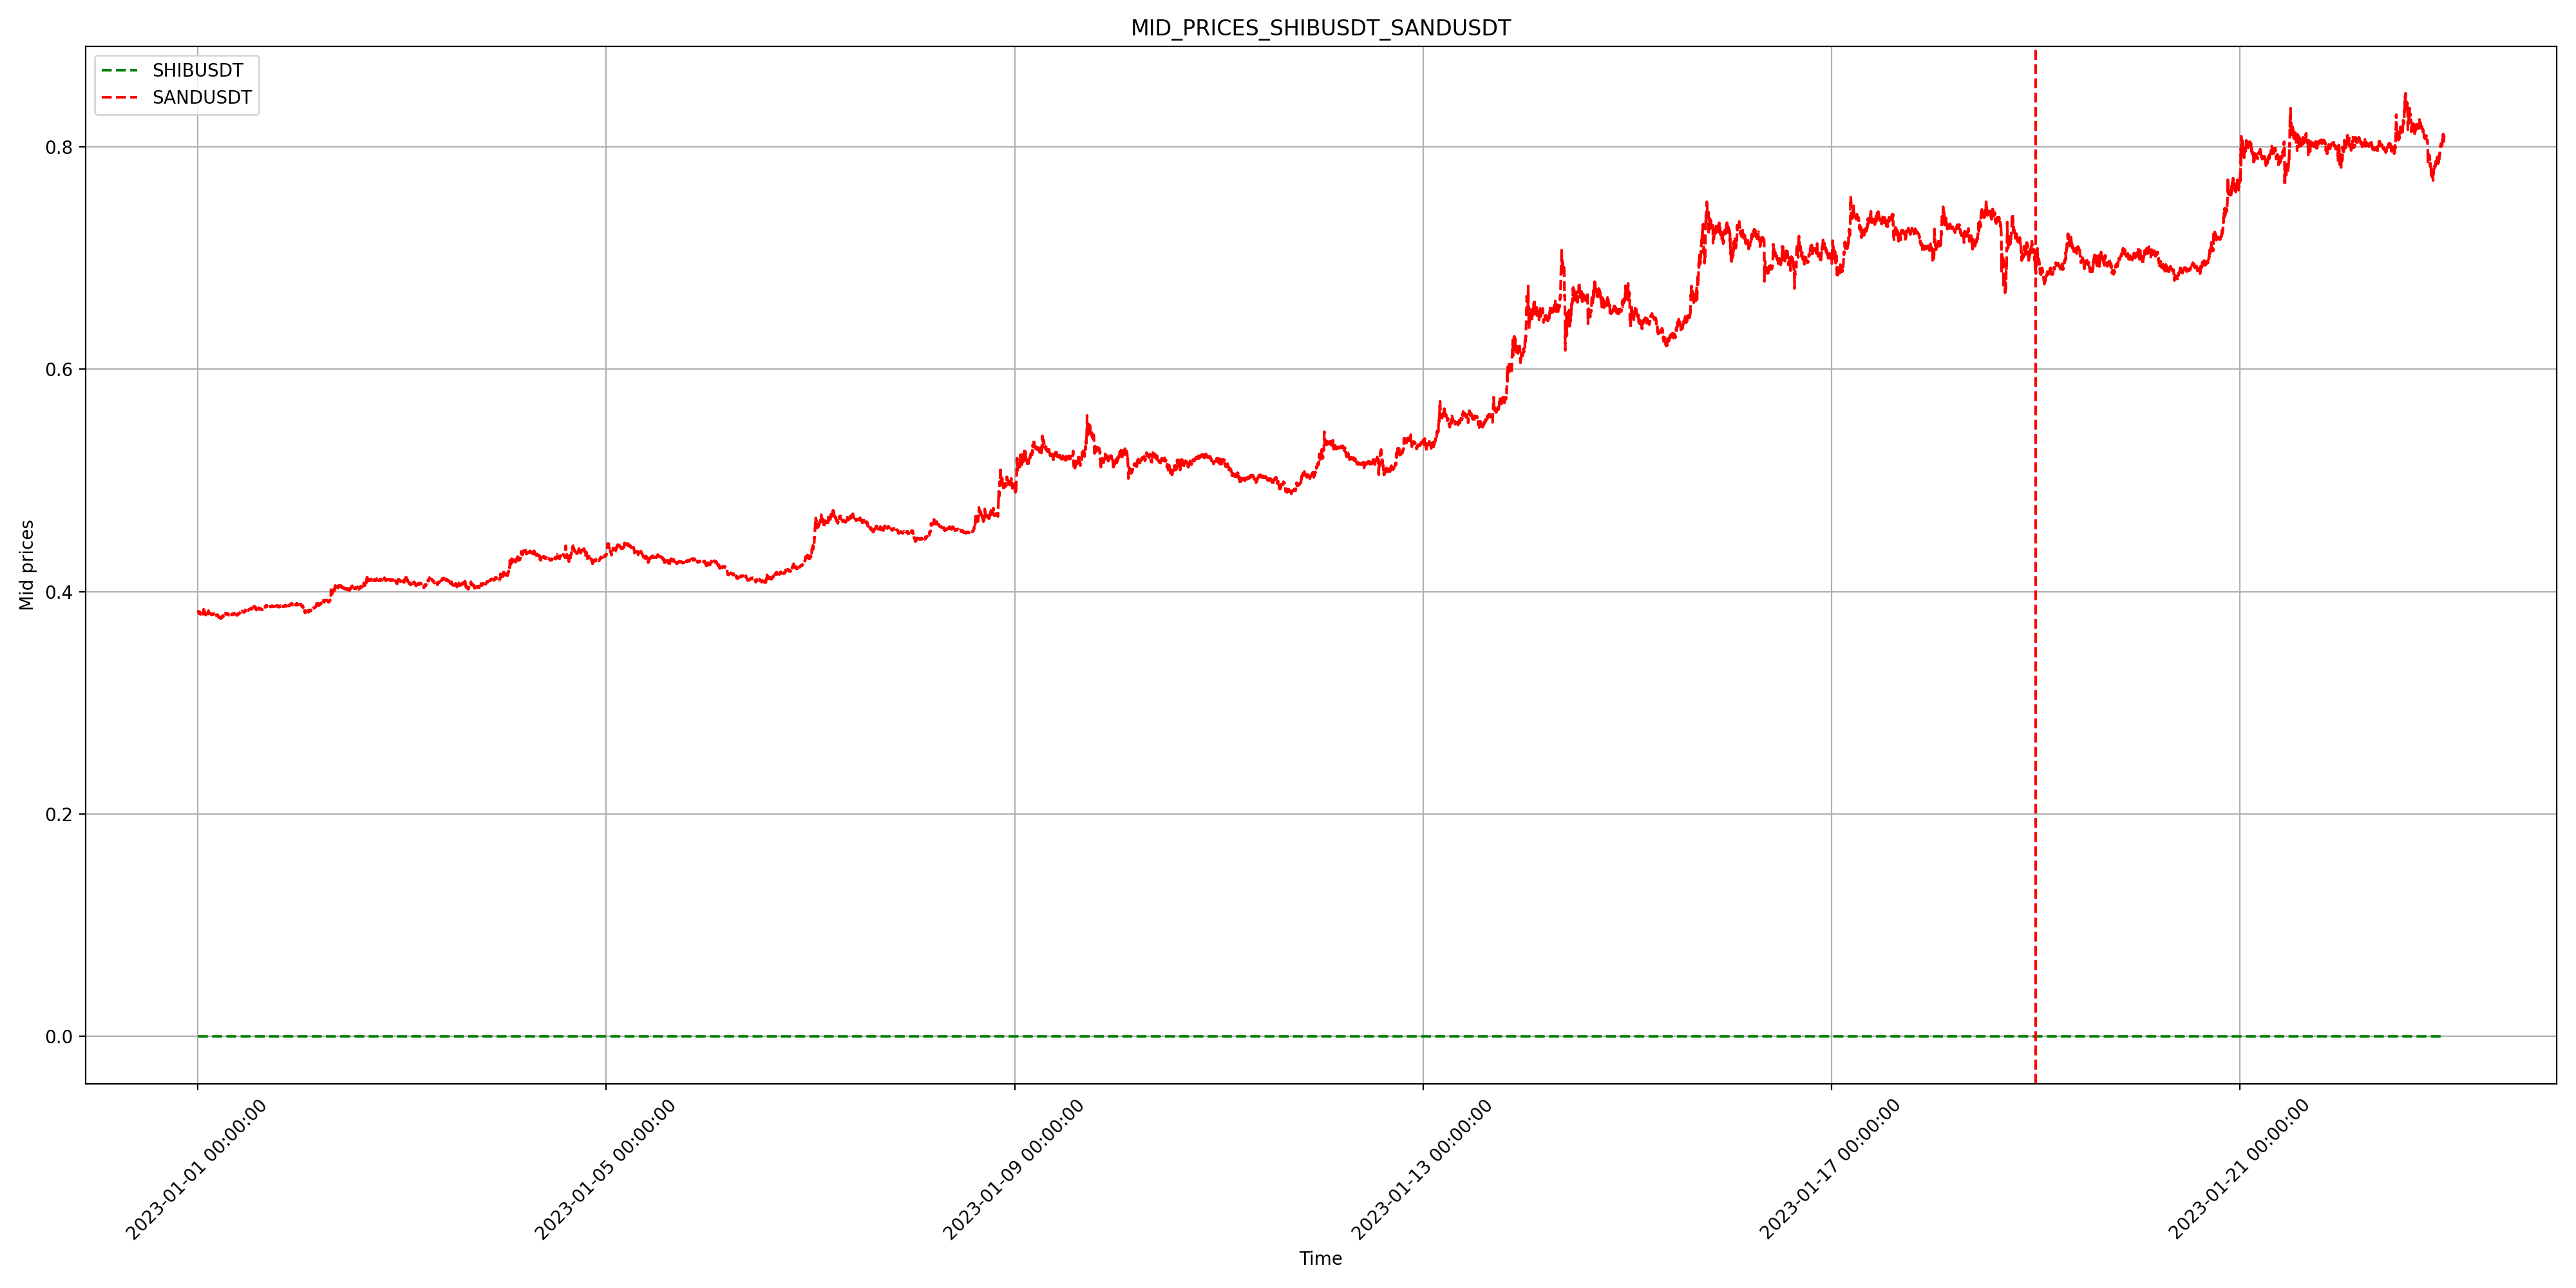 MID_PRICES_SHIBUSDT_SANDUSDT
SHIBUSDT
SANDUSDT
0.8
0.6
0.4
0.2
0.0
Mid prices
2023-01-01 00:00:00
2023-01-05 00:00:00
2023-01-09 00:00:00
2023-01-13 00:00:00
2023-01-17 00:00:00
2023-01-21 00:00:00
Time